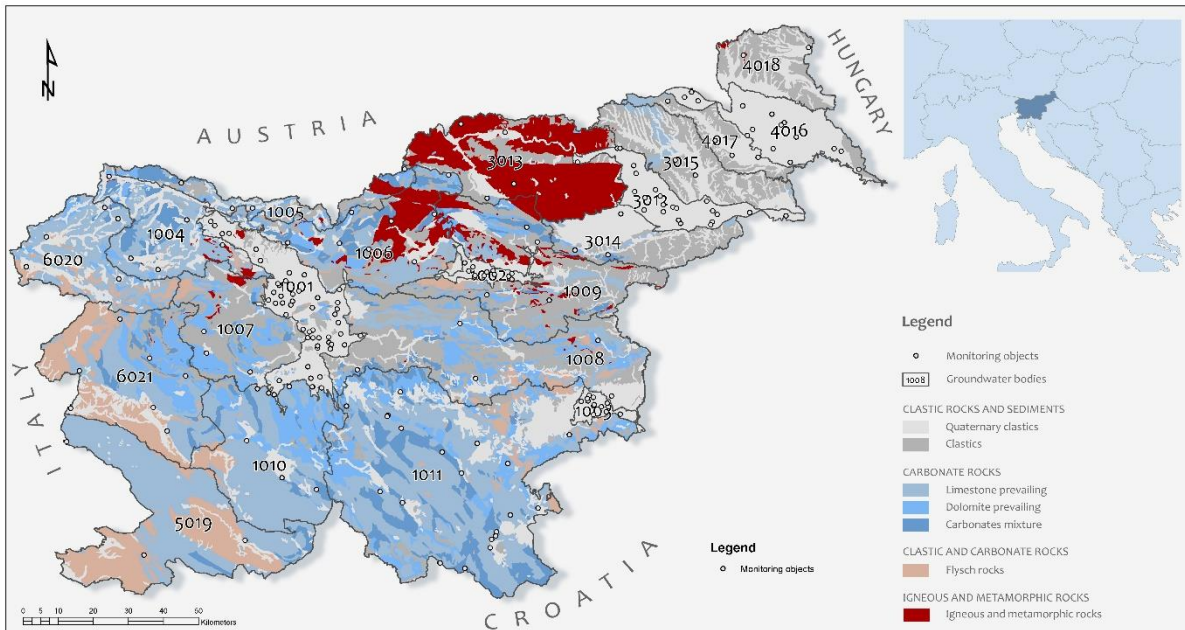 N
AUSTRIA
HUNGARY
ITALY
CROATIA
4018
4016
4017
3015
3013
3012
3014
1005
1004
1006
6020
1001
1002
1009
1007
1008
6021
1003
1010
1011
5019
0 5 10 20 30 40 50
Kilometers
Legend
Monitoring objects
Legend
Monitoring objects
1008 Groundwater bodies
CLASTIC ROCKS AND SEDIMENTS
Quaternary clastics
Clastics
CARBONATE ROCKS
Limestone prevailing
Dolomite prevailing
Carbonates mixture
CLASTIC AND CARBONATE ROCKS
Flysch rocks
IGNEOUS AND METAMORPHIC ROCKS
Igneous and metamorphic rocks